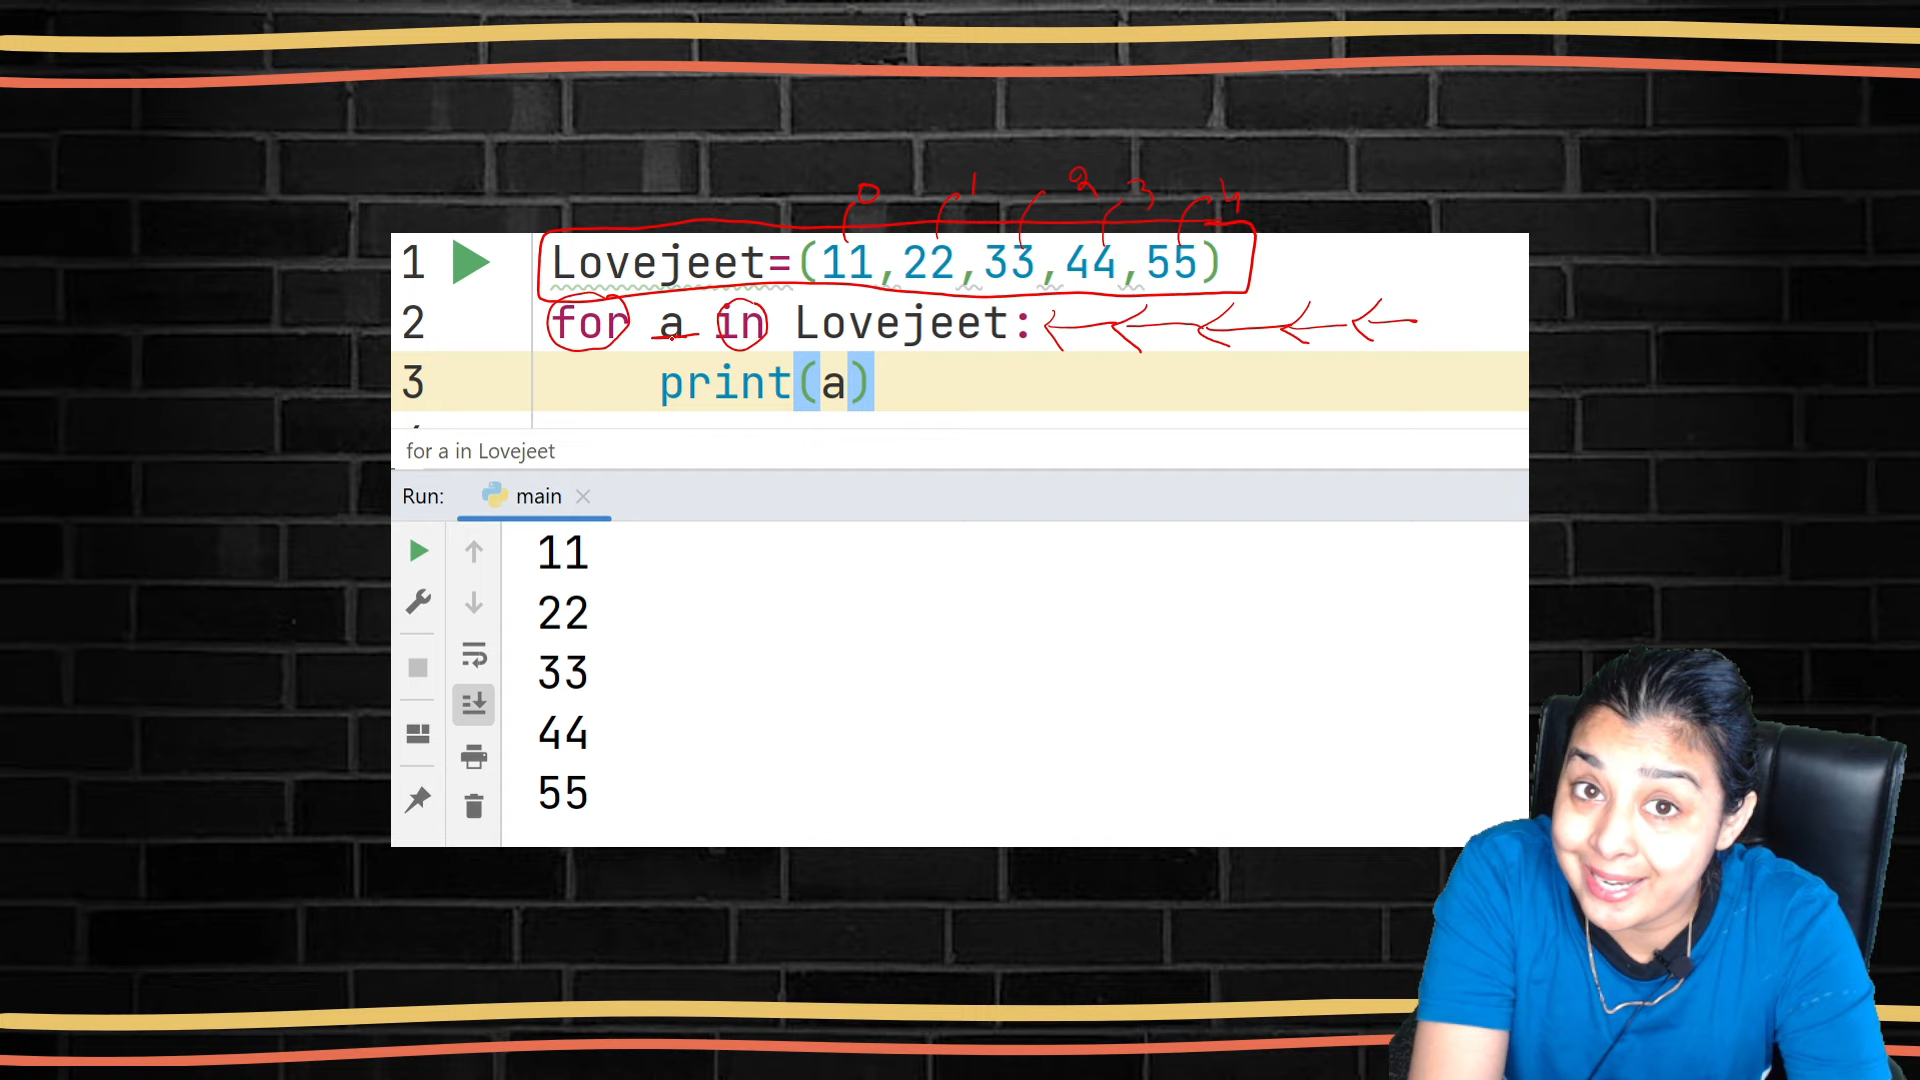 0 1 2 3 4
1 Lovejeet=(11,22,33,44,55)
2 for a in Lovejeet:
3 print(a)
for a in Lovejeet
Run: main
11
22
33
44
55